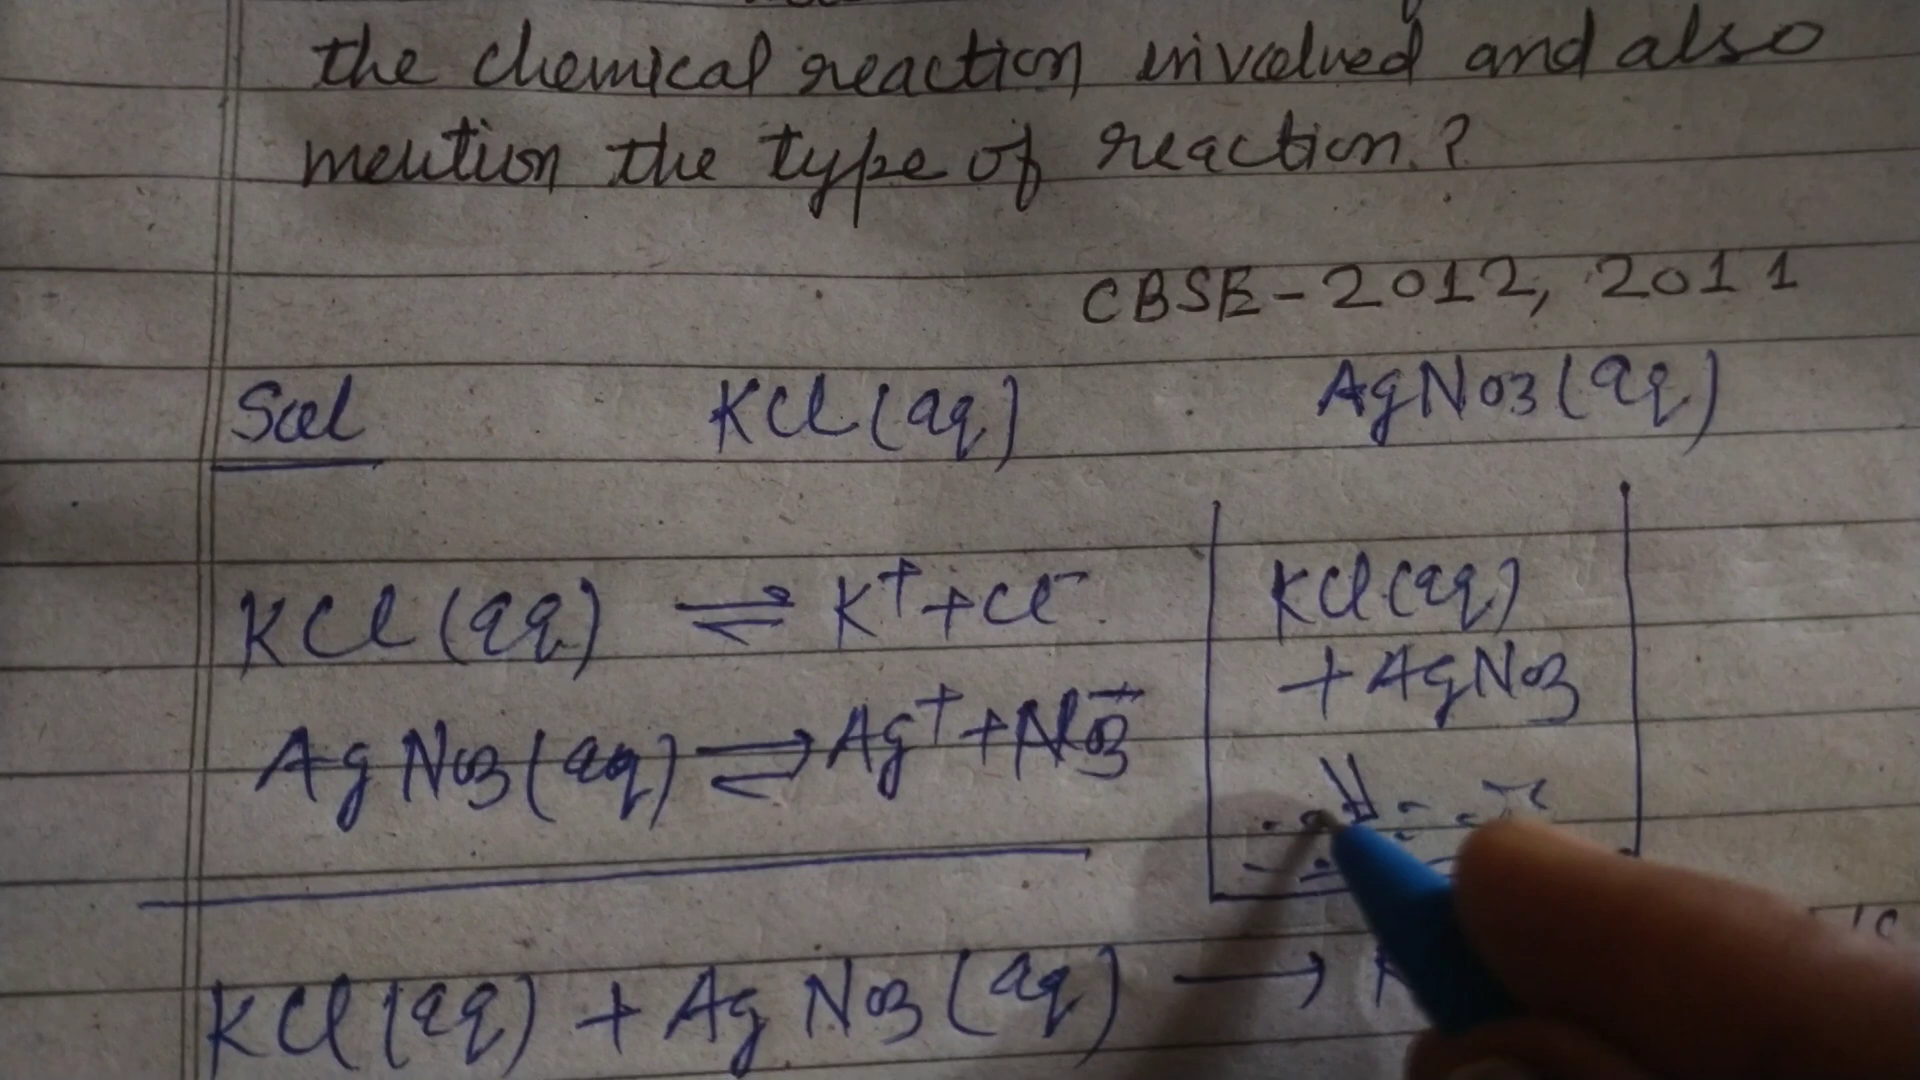 the chemical reaction involved and also
mention the type of reaction.?
CBSE-2012, 2011
Sol KCl(aq) AgNO3(aq)
KCl(aq) ⇌ K⁺+Cl⁻
AgNO3(aq) ⇌ Ag⁺+NO3⁻
KCl(aq)
+AgNO3
KCl(aq)+AgNO3(aq) → K